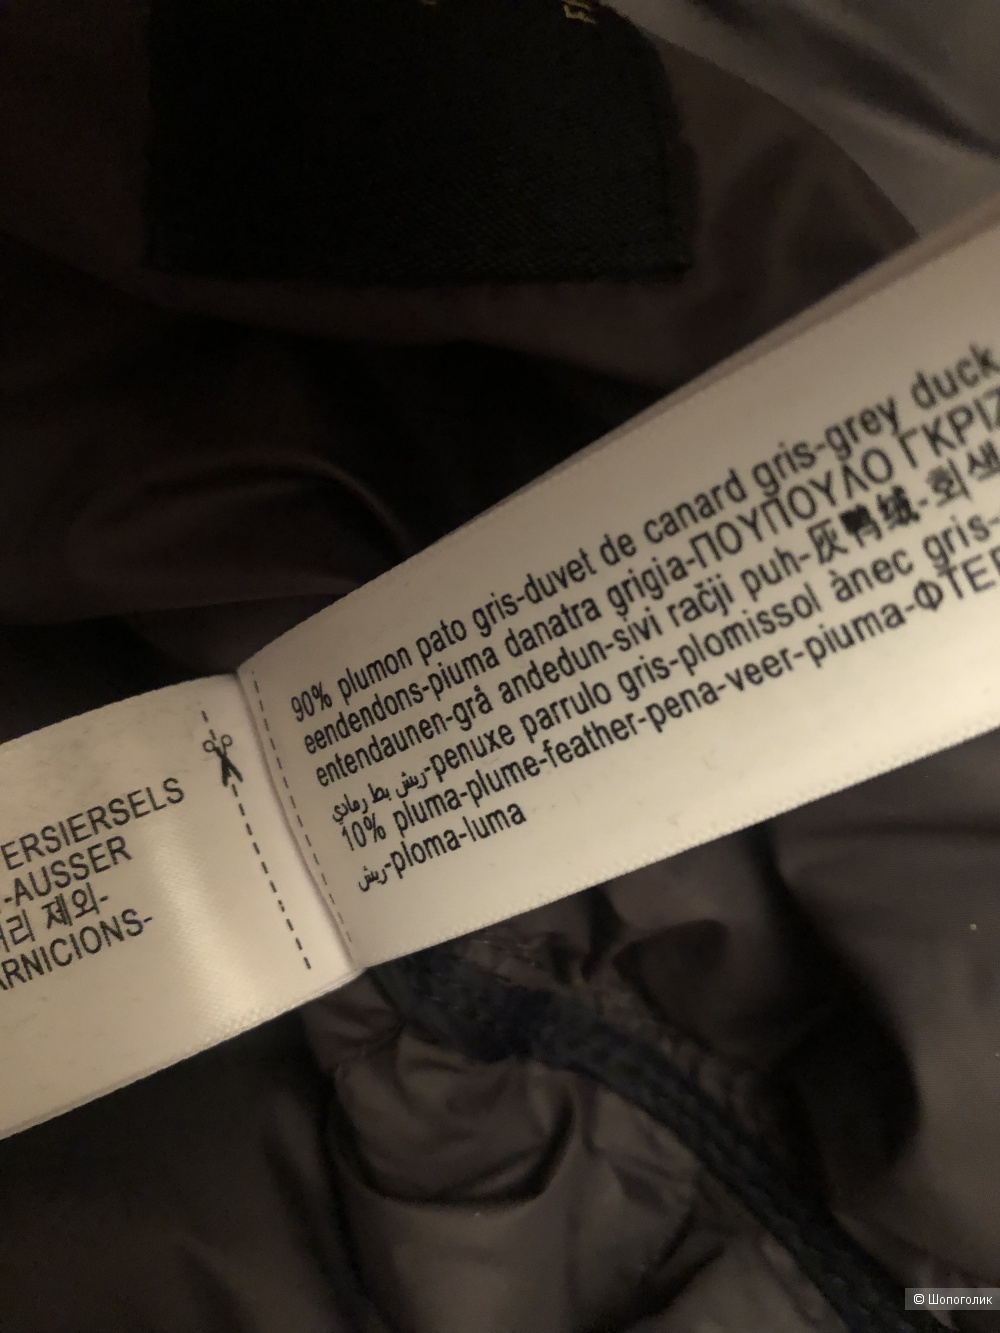 90% plumon pato gris-duvet de canard gris-grey duck
eendendons-piuma danatra grigia-ΠΟΥΠΟΥΛΟ ΓΚΡΙΖ
entendaunen-grå andedun-sivi račji puh-灰鸭绒-회색
ريش بط رمادي-penuxe parrulo gris-plomissol ànec gris-
10% pluma-plume-feather-pena-veer-piuma-ΦΤΕΡ
ريش-ploma-luma
ERSIERSELS
-AUSSER
리 제외-
ARNICIONS-
© Шопоголик